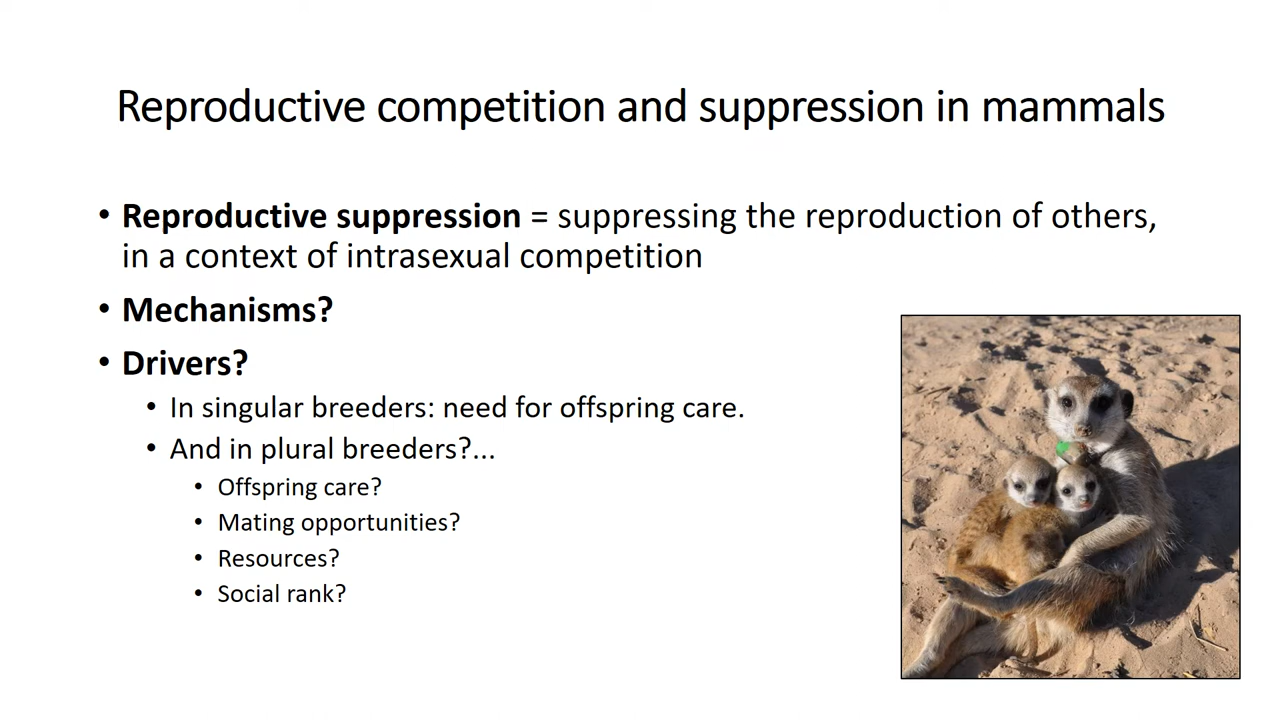 Reproductive competition and suppression in mammals
• Reproductive suppression = suppressing the reproduction of others,
in a context of intrasexual competition
• Mechanisms?
• Drivers?
• In singular breeders: need for offspring care.
• And in plural breeders?...
• Offspring care?
• Mating opportunities?
• Resources?
• Social rank?